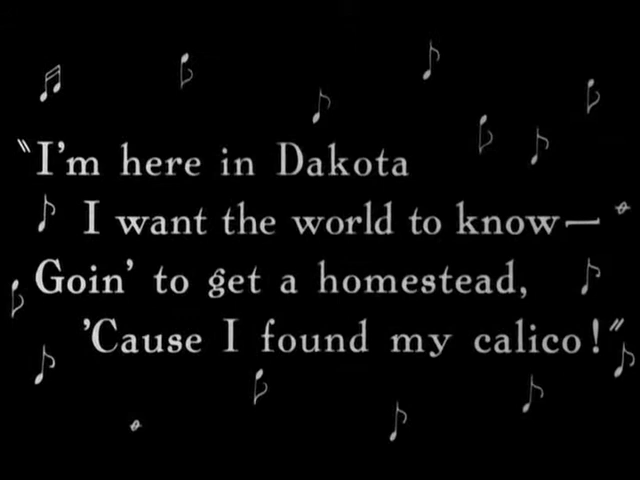 "I'm here in Dakota
I want the world to know—
Goin' to get a homestead,
'Cause I found my calico!"